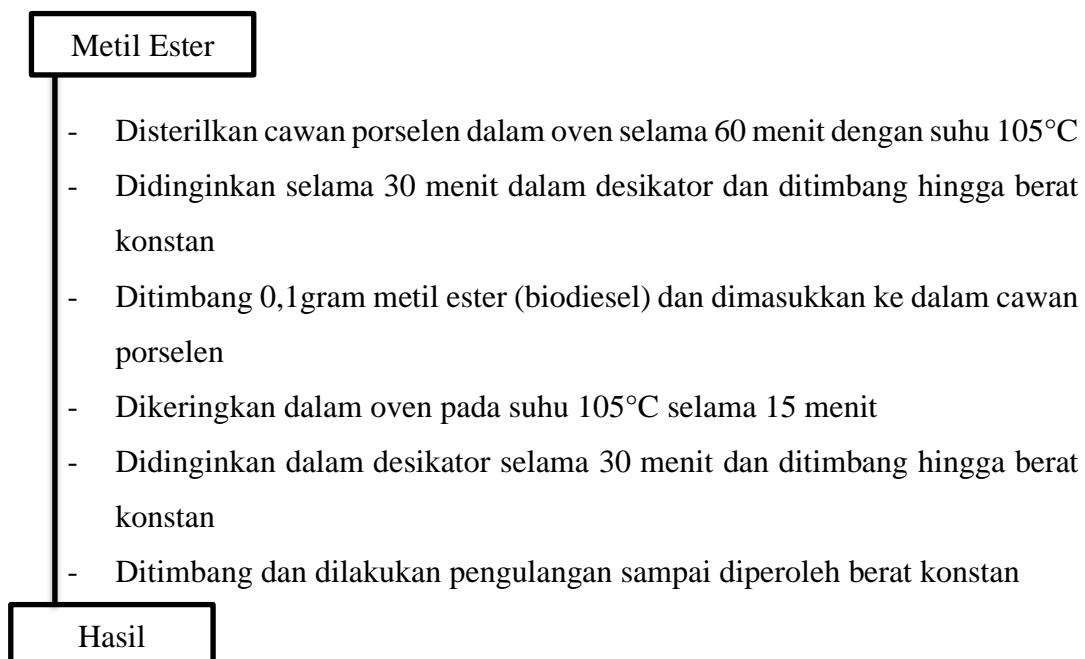 Metil Ester
- Disterilkan cawan porselen dalam oven selama 60 menit dengan suhu 105°C
- Didinginkan selama 30 menit dalam desikator dan ditimbang hingga berat
konstan
- Ditimbang 0,1gram metil ester (biodiesel) dan dimasukkan ke dalam cawan
porselen
- Dikeringkan dalam oven pada suhu 105°C selama 15 menit
- Didinginkan dalam desikator selama 30 menit dan ditimbang hingga berat
konstan
- Ditimbang dan dilakukan pengulangan sampai diperoleh berat konstan
Hasil